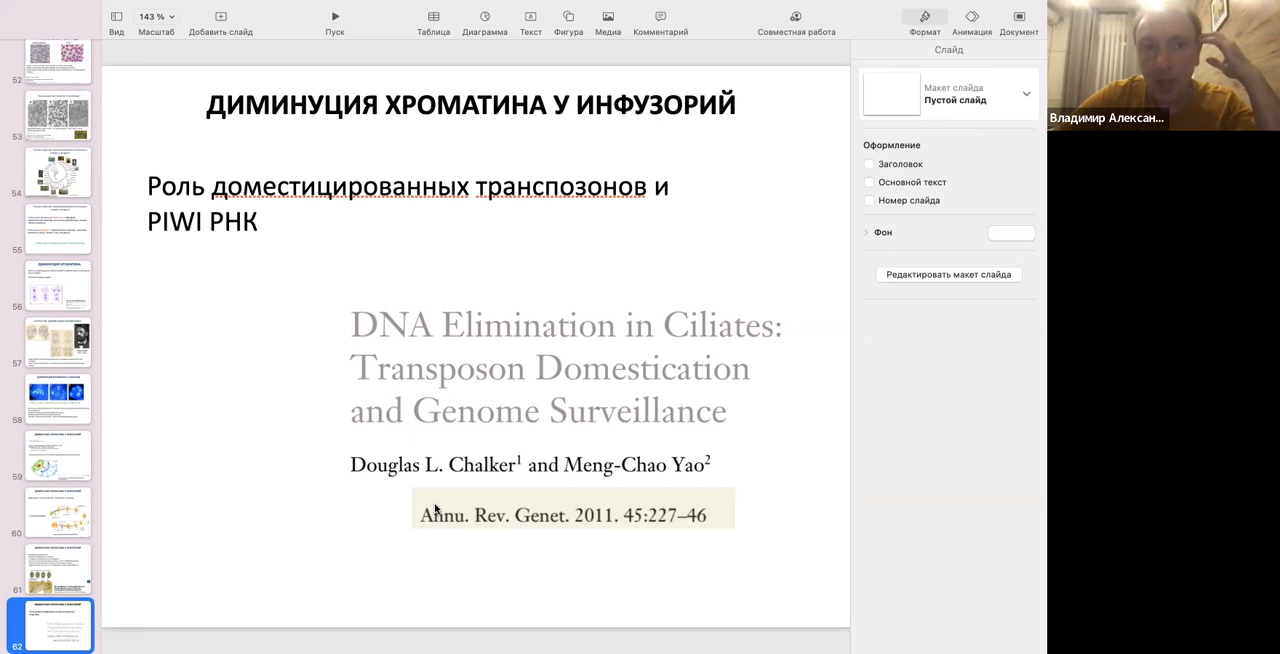 143 %
Вид
Масштаб
Добавить слайд
Пуск
Таблица
Диаграмма
Текст
Фигура
Медиа
Комментарий
Совместная работа
Формат
Анимация
Документ
52
53
54
55
56
57
58
59
60
61
62
ДИМИНУЦИЯ ХРОМАТИНА У ИНФУЗОРИЙ
Роль доместицированных транспозонов и
PIWI РНК
DNA Elimination in Ciliates:
Transposon Domestication
and Genome Surveillance
Douglas L. Chalker¹ and Meng-Chao Yao²
Annu. Rev. Genet. 2011. 45:227–46
Слайд
Макет слайда
Пустой слайд
Оформление
Заголовок
Основной текст
Номер слайда
Фон
Редактировать макет слайда
Владимир Алексан...